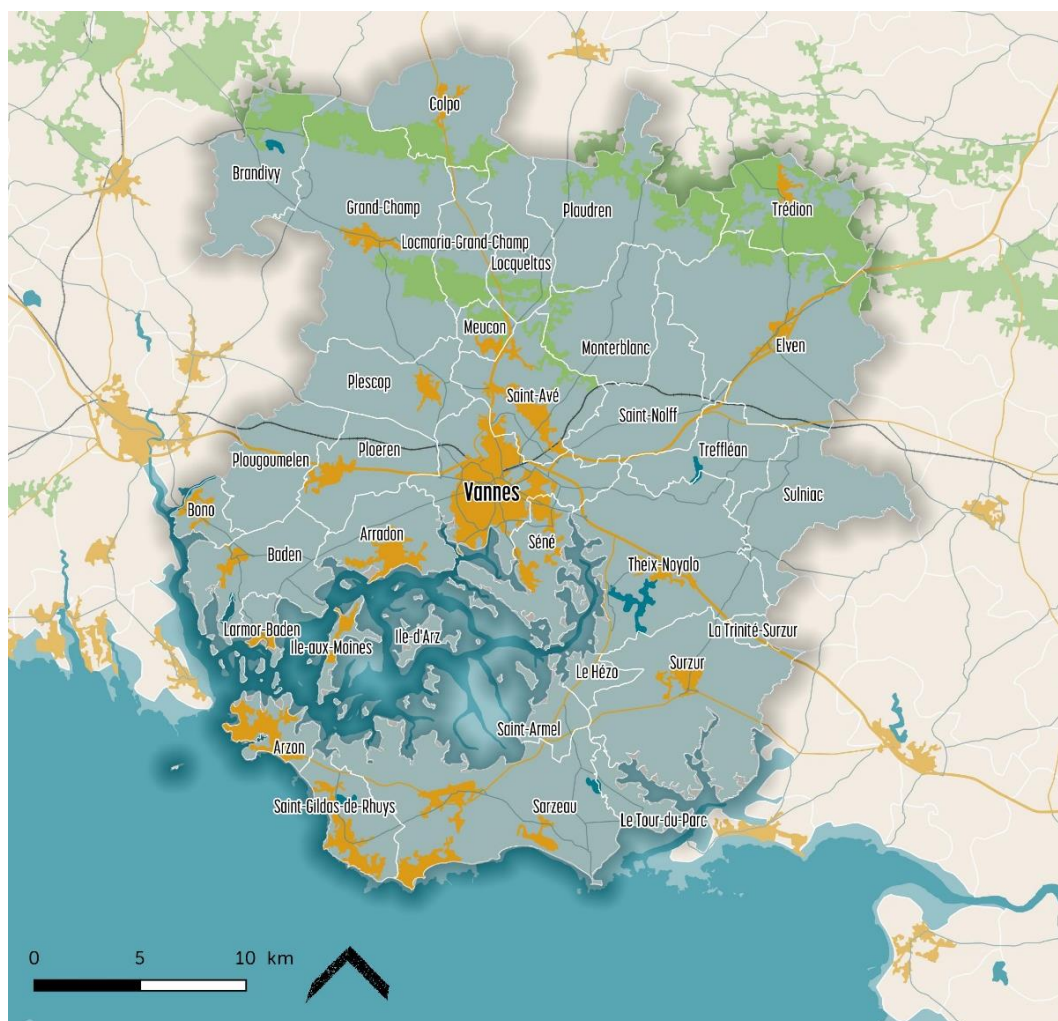 Colpo
Brandivy
Grand-Champ
Plaudren
Trédion
Locmaria-Grand-Champ
Locqueltas
Meucon
Monterblanc
Elven
Plescop
Saint-Avé
Saint-Nolff
Ploeren
Treffléan
Plougoumelen
Vannes
Sulniac
Bono
Arradon
Séné
Baden
Theix-Noyalo
Larmor-Baden
Ile-d'Arz
La Trinité-Surzur
Ile-aux-Moines
Le Hézo
Surzur
Saint-Armel
Arzon
Saint-Gildas-de-Rhuys
Sarzeau
Le Tour-du-Parc
0 5 10 km